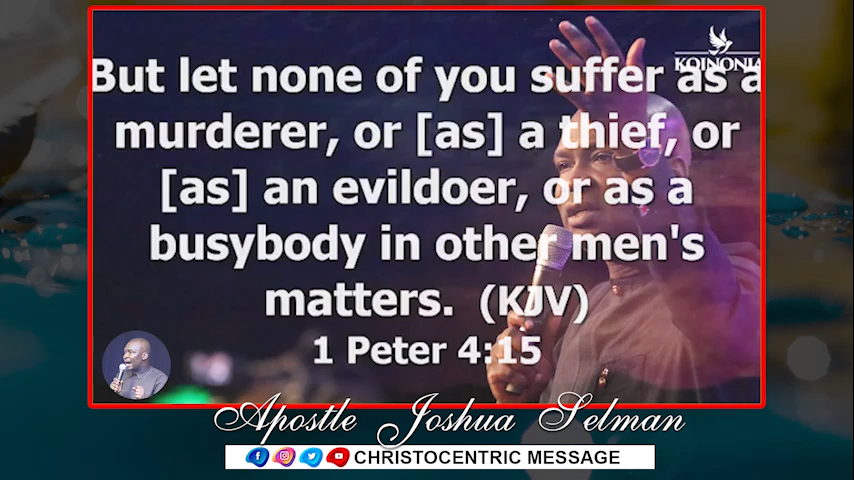 But let none of you suffer as a
KOINONIA
murderer, or [as] a thief, or
[as] an evildoer, or as a
busybody in other men's
matters. (KJV)
1 Peter 4:15
Apostle Joshua Selman
CHRISTOCENTRIC MESSAGE